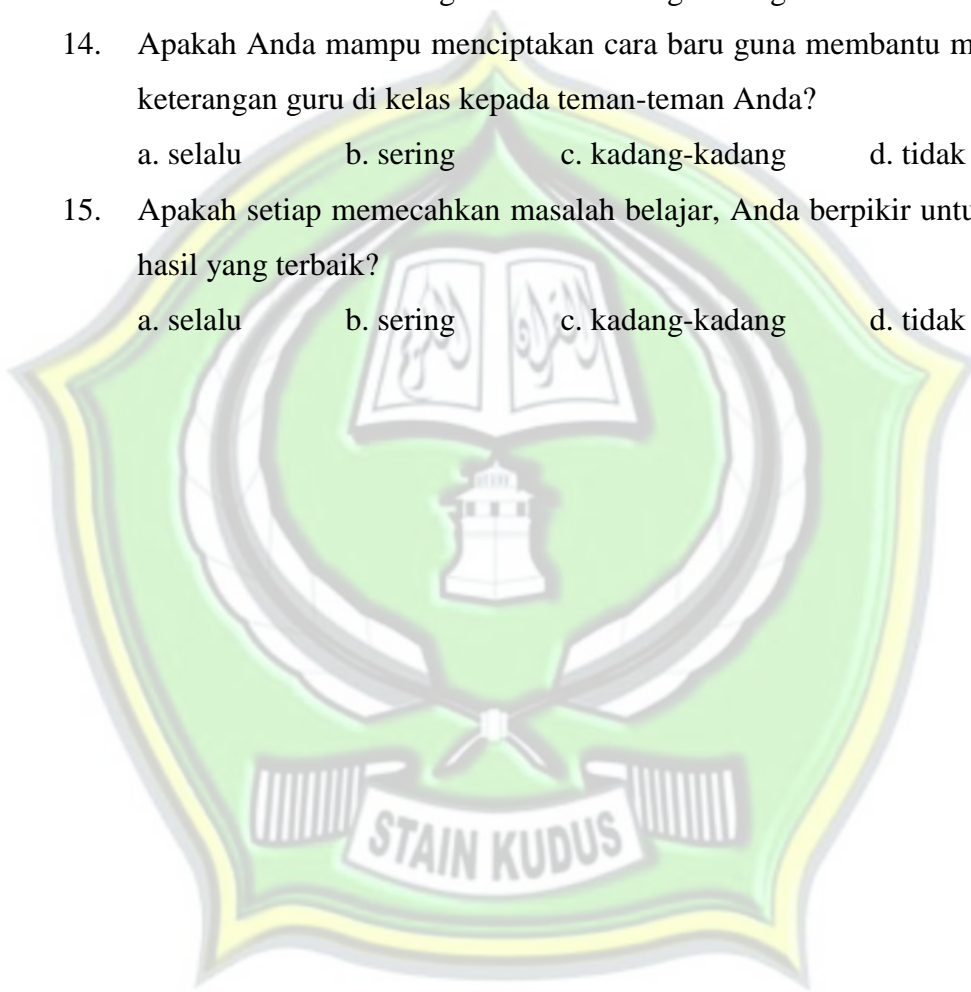 14. Apakah Anda mampu menciptakan cara baru guna membantu m
keterangan guru di kelas kepada teman-teman Anda?
a. selalu b. sering c. kadang-kadang d. tidak
15. Apakah setiap memecahkan masalah belajar, Anda berpikir untu
hasil yang terbaik?
a. selalu b. sering c. kadang-kadang d. tidak
STAIN KUDUS